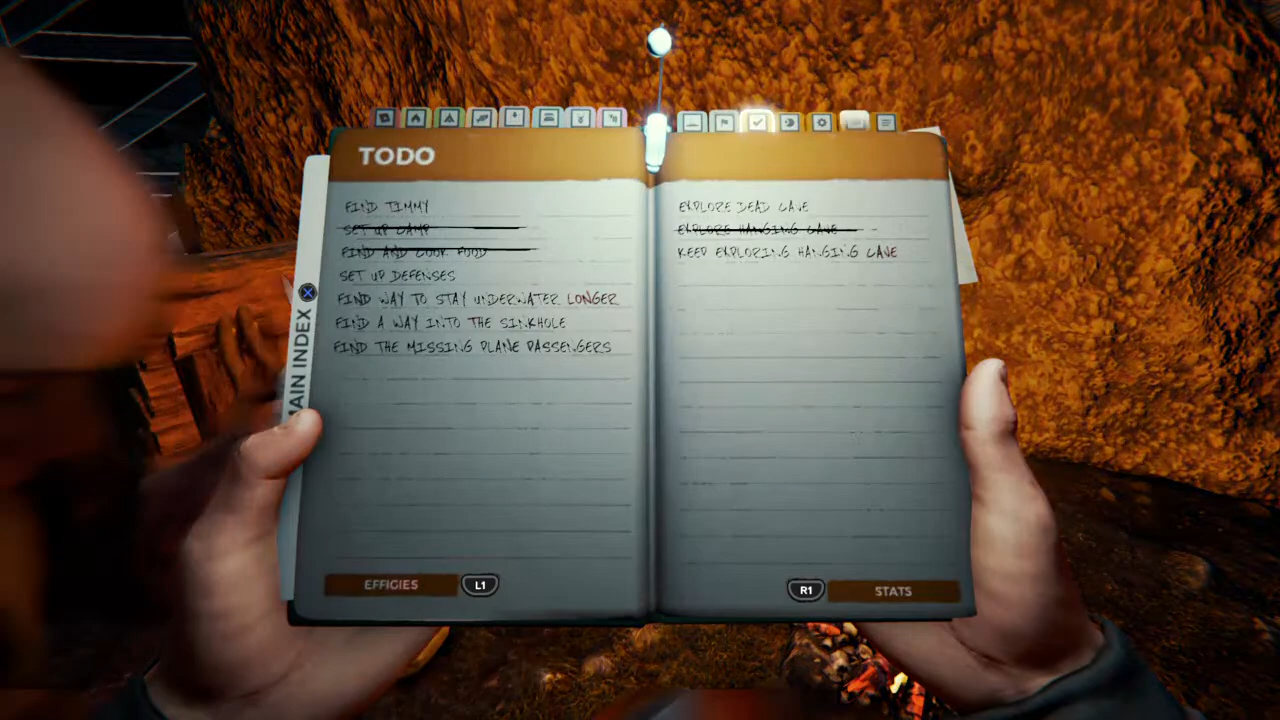 TODO
FIND TIMMY
SET UP CAMP
FIND AND COOK FOOD
SET UP DEFENSES
FIND WAY TO STAY UNDERWATER LONGER
FIND A WAY INTO THE SINKHOLE
FIND THE MISSING PLANE PASSENGERS
EXPLORE DEAD CAVE
EXPLORE HANGING CAVE
KEEP EXPLORING HANGING CAVE
MAIN INDEX
EFFIGIES L1
R1 STATS